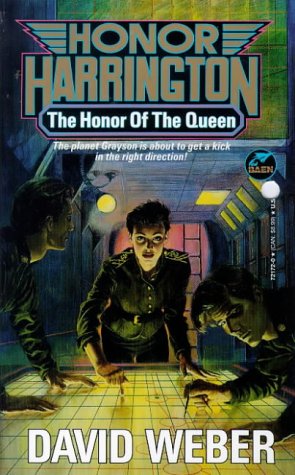 HONOR
HARRINGTON
The Honor Of The Queen
The planet Grayson is about to get a kick
in the right direction!
BAEN
DAVID WEBER